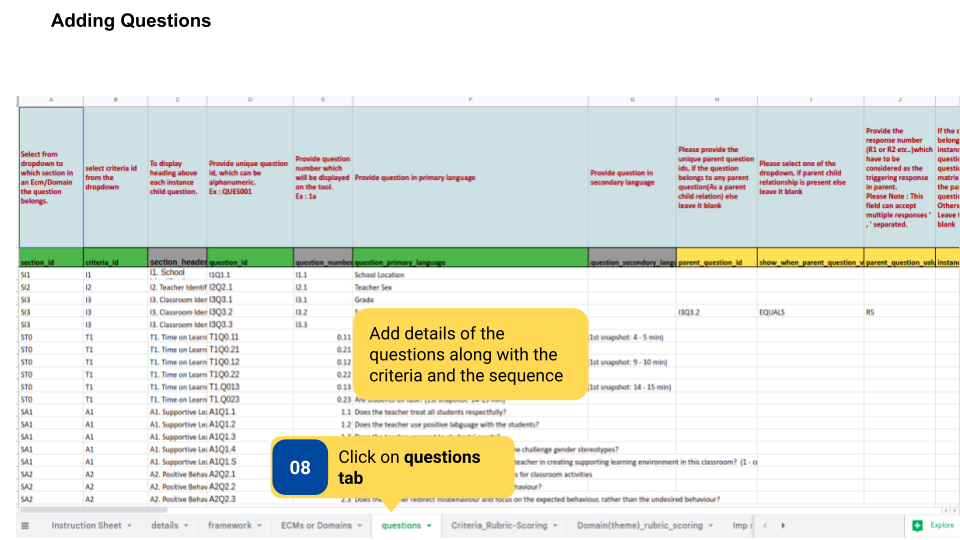 Adding Questions
A B C D E F G H I J
Select from
dropdown to
which section in
an Ecm/Domain
the question
belongs.
select criteria id
from the
dropdown
To display
heading above
each instance
child question.
Provide unique question
id, which can be
alphanumeric.
Ex : QUES001
Provide question
number which
will be displayed
on the tool.
Ex : 1a
Provide question in primary language
Provide question in
secondary language
Please provide the
unique parent question
id, if the question
belongs to any parent
question(As a parent
child relation) else
leave it blank
Please select one of the
dropdown, if parent child
relationship is present else
leave it blank
Provide the
response number
(R1 or R2 etc..)which
have to be
considered as the
triggering response
in parent.
Please Note : This
field can accept
multiple responses '
, ' separated.
If the
belong
instanc
questi
matrix
the pa
questi
Otherv
Leave
blank
section_id criteria_id section_header question_id question_number question_primary_language question_secondory_lang parent_question_id show_when_parent_question_v parent_question_valu instanc
SI1 I1 I1. School I1Q1.1 I1.1 School Location
SI2 I2 I2. Teacher Identif I2Q2.1 I2.1 Teacher Sex
SI3 I3 I3. Classroom Iden I3Q3.1 I3.1 Grade
SI3 I3 I3. Classroom Iden I3Q3.2 I3.2 I3Q3.2 EQUALS R5
SI3 I3 I3. Classroom Iden I3Q3.3 I3.3
ST0 T1 T1. Time on Learni T1Q0.11 0.11 (1st snapshot: 4 - 5 min)
ST0 T1 T1. Time on Learni T1Q0.21 0.21
ST0 T1 T1. Time on Learni T1Q0.12 0.12 (1st snapshot: 9 - 10 min)
ST0 T1 T1. Time on Learni T1Q0.22 0.22
ST0 T1 T1. Time on Learni T1.Q013 0.13 (1st snapshot: 14 - 15 min)
ST0 T1 T1. Time on Learni T1.Q023 0.23 Are students on task? (1st snapshot: 14-15 min)
SA1 A1 A1. Supportive Lea A1Q1.1 1.1 Does the teacher treat all students respectfully?
SA1 A1 A1. Supportive Lea A1Q1.2 1.2 Does the teacher use positive labguage with the students?
SA1 A1 A1. Supportive Lea A1Q1.3
SA1 A1 A1. Supportive Lea A1Q1.4 he challenge gender stereotypes?
SA1 A1 A1. Supportive Lea A1Q1.S teacher in creating supporting learning environment in this classroom? (1 -
SA2 A2 A2. Positive Behav A2Q2.1 s for classroom activities
SA2 A2 A2. Positive Behav A2Q2.2 haviour?
SA2 A2 A2. Positive Behav A2Q2.3 2.3 Does the redirect misbehaviour and focus on the expected behaviour, rather than the undesired behaviour?
Add details of the
questions along with the
criteria and the sequence
08
Click on questions
tab
Instruction Sheet details framework ECMs or Domains questions Criteria_Rubric-Scoring Domain(theme)_rubric_scoring Imp Explore